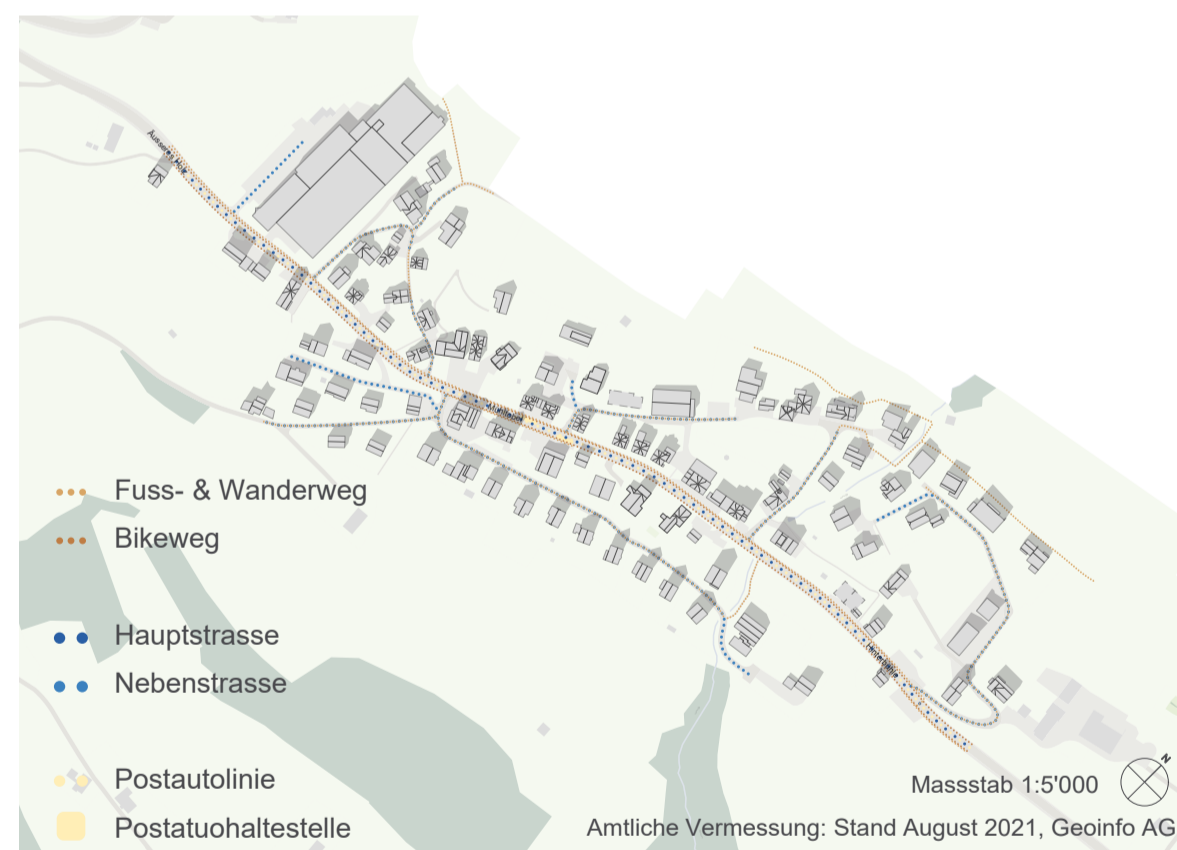 Fuss- & Wanderweg
Bikeweg
Hauptstrasse
Nebenstrasse
Postautolinie
Postatuohaltestelle
N
Massstab 1:5'000
Amtliche Vermessung: Stand August 2021, Geoinfo AG